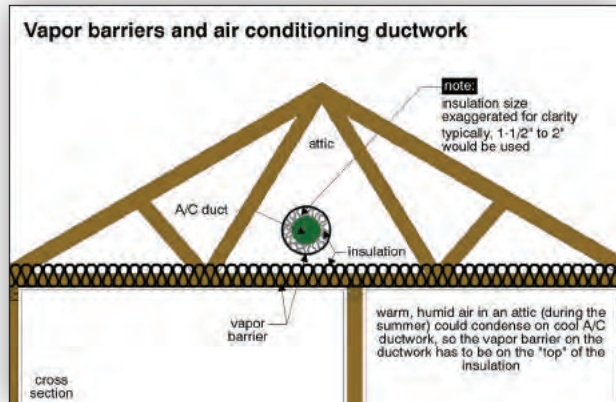 Vapor barriers and air conditioning ductwork
note:
insulation size
exaggerated for clarity
typically, 1-1/2" to 2"
would be used
attic
A/C duct
insulation
vapor
barrier
warm, humid air in an attic (during the
summer) could condense on cool A/C
ductwork, so the vapor barrier on the
ductwork has to be on the "top" of the
insulation
cross
section